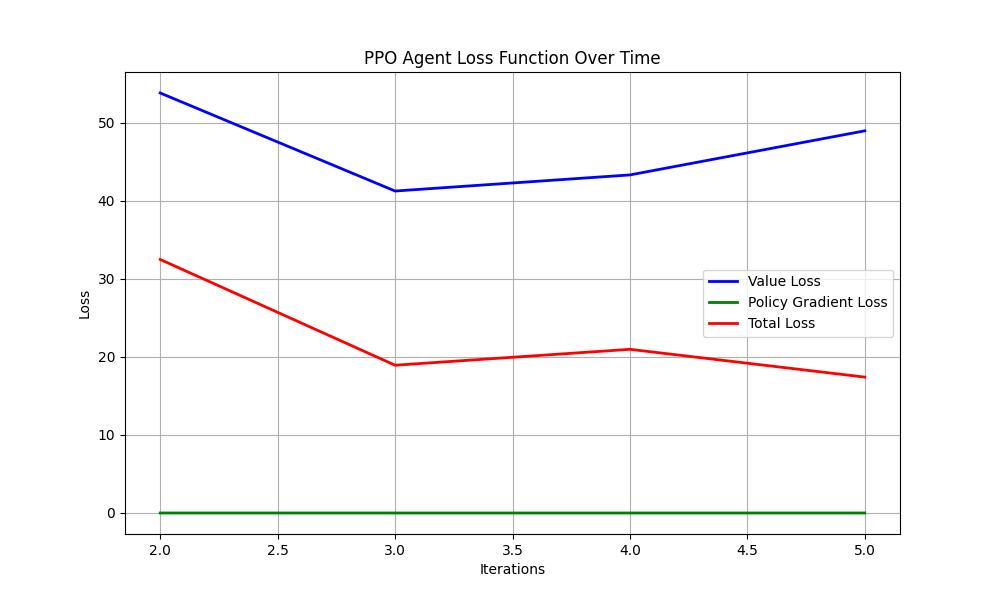 PPO Agent Loss Function Over Time
Loss
50
40
30
20
10
0
Value Loss
Policy Gradient Loss
Total Loss
2.0 2.5 3.0 3.5 4.0 4.5 5.0
Iterations